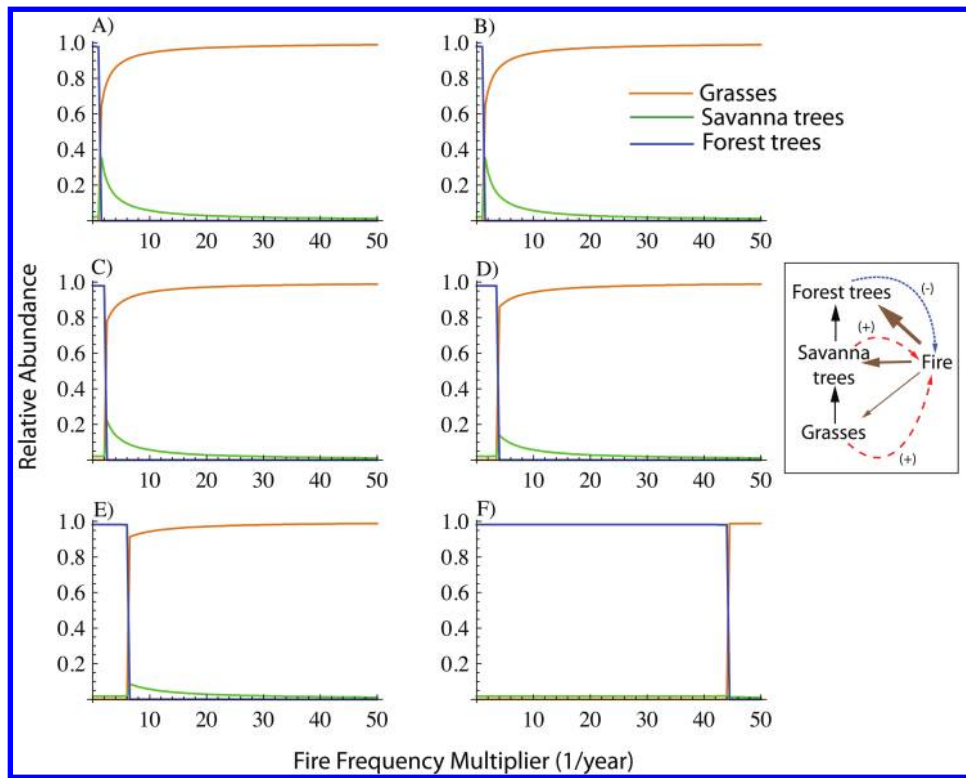 A)
1.0
0.8
0.6
0.4
0.2
10 20 30 40 50
B)
1.0
0.8
0.6
0.4
0.2
10 20 30 40 50
Grasses
Savanna trees
Forest trees
C)
1.0
0.8
0.6
0.4
0.2
10 20 30 40 50
D)
1.0
0.8
0.6
0.4
0.2
10 20 30 40 50
Forest trees
(-)
(+)
Savanna
trees
Fire
Grasses
(+)
E)
1.0
0.8
0.6
0.4
0.2
10 20 30 40 50
F)
1.0
0.8
0.6
0.4
0.2
10 20 30 40 50
Relative Abundance
Fire Frequency Multiplier (1/year)